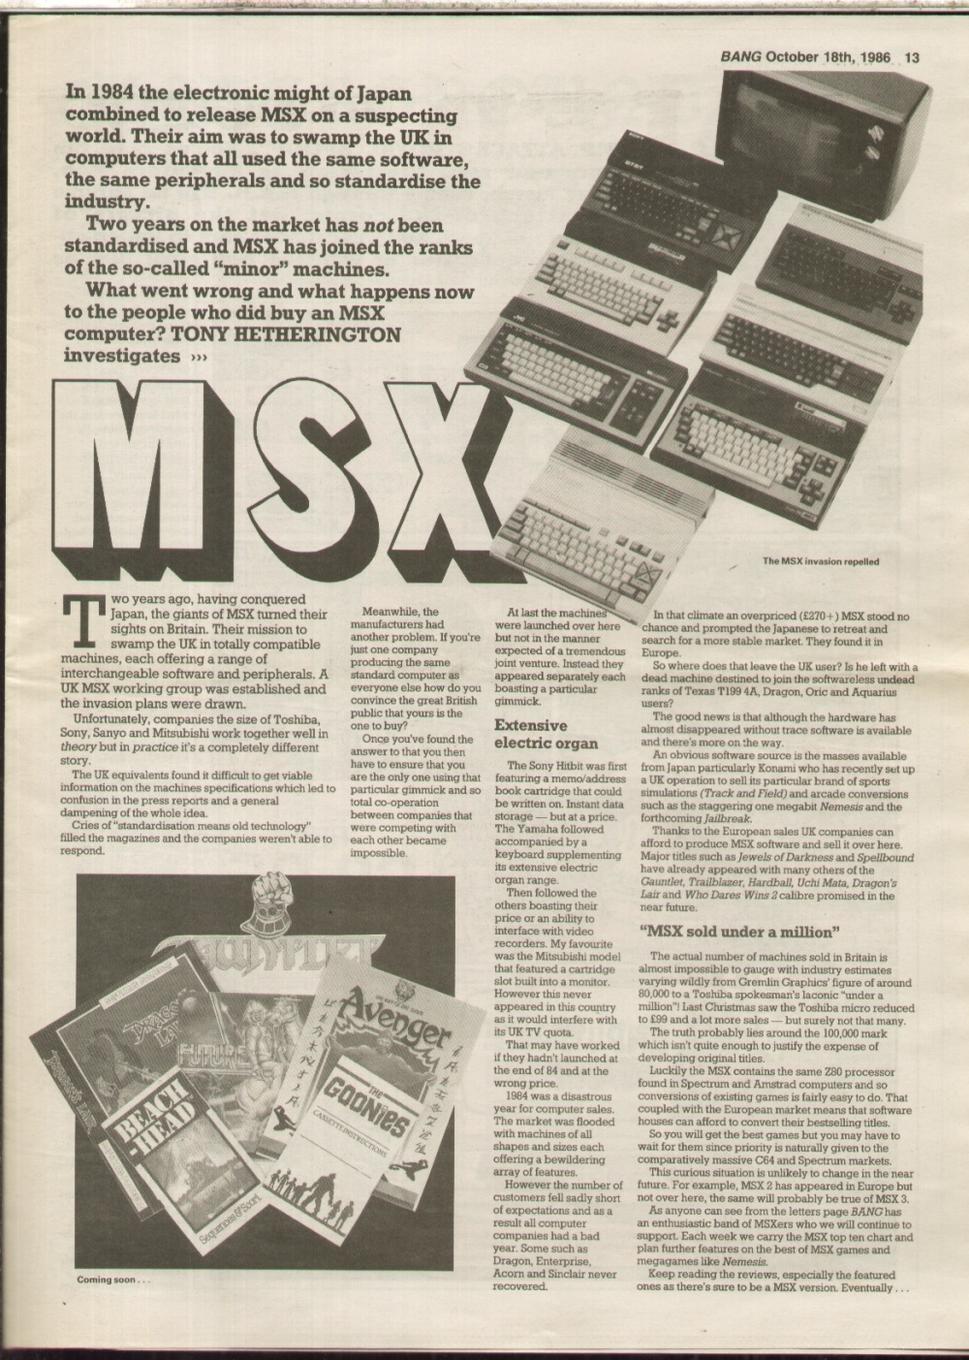 BANG October 18th, 1986 13
In 1984 the electronic might of Japan
combined to release MSX on a suspecting
world. Their aim was to swamp the UK in
computers that all used the same software,
the same peripherals and so standardise the
industry.
Two years on the market has not been
standardised and MSX has joined the ranks
of the so-called “minor” machines.
What went wrong and what happens now
to the people who did buy an MSX
computer? TONY HETHERINGTON
investigates ›››
MSX
The MSX invasion repelled
Two years ago, having conquered
Japan, the giants of MSX turned their
sights on Britain. Their mission to
swamp the UK in totally compatible
machines, each offering a range of
interchangeable software and peripherals. A
UK MSX working group was established and
the invasion plans were drawn.
Unfortunately, companies the size of Toshiba,
Sony, Sanyo and Mitsubishi work together well in
theory but in practice it's a completely different
story.
The UK equivalents found it difficult to get viable
information on the machines specifications which led to
confusion in the press reports and a general
dampening of the whole idea.
Cries of “standardisation means old technology”
filled the magazines and the companies weren't able to
respond.
Meanwhile, the
manufacturers had
another problem. If you're
just one company
producing the same
standard computer as
everyone else how do you
convince the great British
public that yours is the
one to buy?
Once you've found the
answer to that you then
have to ensure that you
are the only one using that
particular gimmick and so
total co-operation
between companies that
were competing with
each other became
impossible.
At last the machines
were launched over here
but not in the manner
expected of a tremendous
joint venture. Instead they
appeared separately each
boasting a particular
gimmick.
Extensive
electric organ
The Sony Hitbit was first
featuring a memo/address
book cartridge that could
be written on. Instant data
storage — but at a price.
The Yamaha followed
accompanied by a
keyboard supplementing
its extensive electric
organ range.
Then followed the
others boasting their
price or an ability to
interface with video
recorders. My favourite
was the Mitsubishi model
that featured a cartridge
slot built into a monitor.
However this never
appeared in this country
as it would interfere with
its UK TV quota.
That may have worked
if they hadn't launched at
the end of 84 and at the
wrong price.
1984 was a disastrous
year for computer sales.
The market was flooded
with machines of all
shapes and sizes each
offering a bewildering
array of features.
However the number of
customers fell sadly short
of expectations and as a
result all computer
companies had a bad
year. Some such as
Dragon, Enterprise,
Acorn and Sinclair never
recovered.
In that climate an overpriced (£270+) MSX stood no
chance and prompted the Japanese to retreat and
search for a more stable market. They found it in
Europe.
So where does that leave the UK user? Is he left with a
dead machine destined to join the softwareless undead
ranks of Texas T199 4A, Dragon, Oric and Aquarius
users?
The good news is that although the hardware has
almost disappeared without trace software is available
and there's more on the way.
An obvious software source is the masses available
from Japan particularly Konami who has recently set up
a UK operation to sell its particular brand of sports
simulations (Track and Field) and arcade conversions
such as the staggering one megabit Nemesis and the
forthcoming Jailbreak.
Thanks to the European sales UK companies can
afford to produce MSX software and sell it over here.
Major titles such as Jewels of Darkness and Spellbound
have already appeared with many others of the
Gauntlet, Trailblazer, Hardball, Uchi Mata, Dragon's
Lair and Who Dares Wins 2 calibre promised in the
near future.
“MSX sold under a million”
The actual number of machines sold in Britain is
almost impossible to gauge with industry estimates
varying wildly from Gremlin Graphics' figure of around
80,000 to a Toshiba spokesman's laconic “under a
million”! Last Christmas saw the Toshiba micro reduced
to £99 and a lot more sales — but surely not that many.
The truth probably lies around the 100,000 mark
which isn't quite enough to justify the expense of
developing original titles.
Luckily the MSX contains the same Z80 processor
found in Spectrum and Amstrad computers and so
conversions of existing games is fairly easy to do. That
coupled with the European market means that software
houses can afford to convert their bestselling titles.
So you will get the best games but you may have to
wait for them since priority is naturally given to the
comparatively massive C64 and Spectrum markets.
This curious situation is unlikely to change in the near
future. For example, MSX 2 has appeared in Europe but
not over here, the same will probably be true of MSX 3.
As anyone can see from the letters page BANG has
an enthusiastic band of MSXers who we will continue to
support. Each week we carry the MSX top ten chart and
plan further features on the best of MSX games and
megagames like Nemesis.
Keep reading the reviews, especially the featured
ones as there's sure to be a MSX version. Eventually . . .
GAUNTLET
DRAGON'S
LAIR
FUTURE
Avenger
THE
GOONIES
CASSETTE INSTRUCTIONS
BEACH
-HEAD
Coming soon . . .